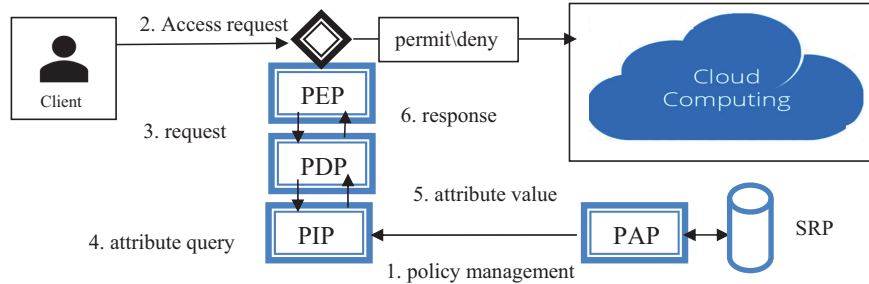 2. Access request
permit\deny
Client
Cloud
Computing
PEP
3. request
6. response
PDP
5. attribute value
4. attribute query
PIP
PAP
SRP
1. policy management